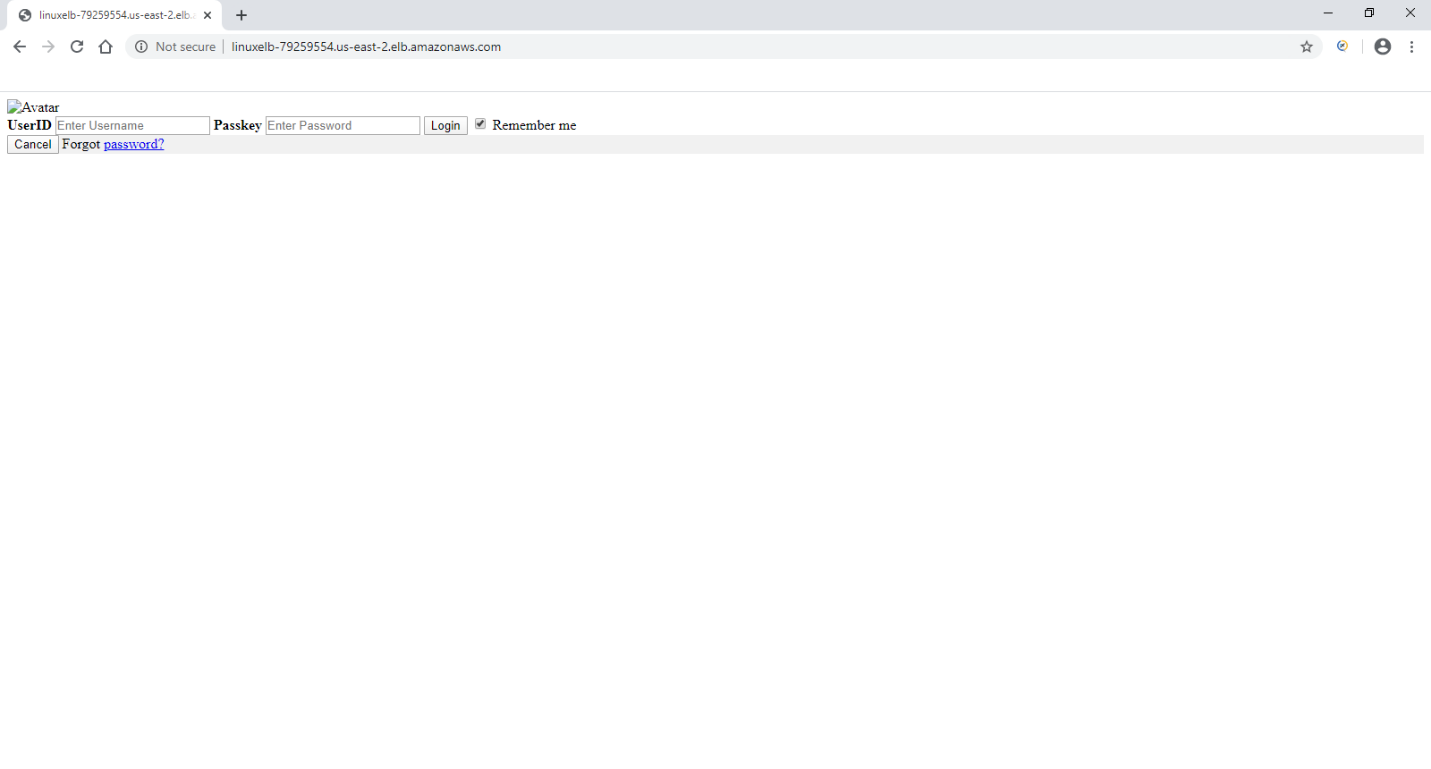 linuxelb-79259554.us-east-2.elb.
Not secure linuxelb-79259554.us-east-2.elb.amazonaws.com
Avatar
UserID Enter Username Passkey Enter Password Login Remember me
Cancel Forgot password?